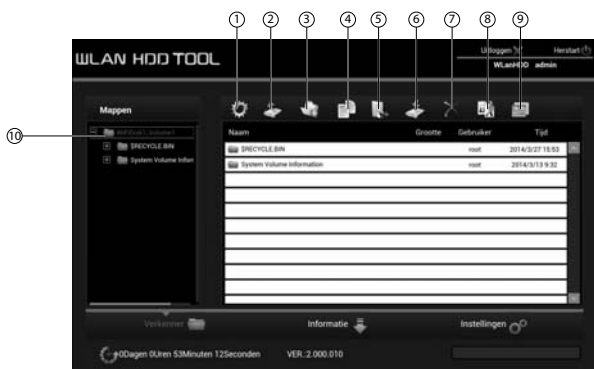 1 2 3 4 5 6 7 8 9
Uitloggen Herstart
WLAN HDD TOOL
WLanHDD admin
Mappen
10
WiFiDisk1_Volume1
$RECYCLE.BIN
System Volume Infor
Naam Grootte Gebruiker Tijd
$RECYCLE.BIN root 2014/3/27 15:53
System Volume Information root 2014/3/13 9:32
Verkenner Informatie Instellingen
0Dagen 0Uren 53Minuten 12Seconden VER.:2.000.010